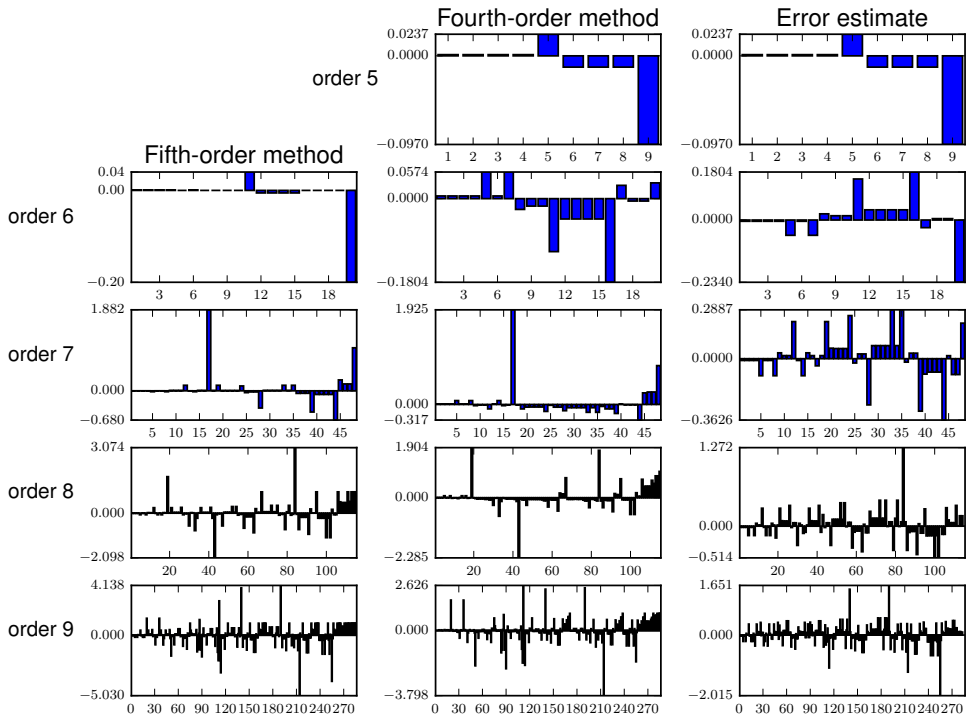 Fourth-order method
Error estimate
order 5
0.0237
0.0000
−0.0970
1 2 3 4 5 6 7 8 9
0.0237
0.0000
−0.0970
1 2 3 4 5 6 7 8 9
Fifth-order method
order 6
0.04
0.00
−0.20
3 6 9 12 15 18
0.0574
0.0000
−0.1804
3 6 9 12 15 18
0.1804
0.0000
−0.2340
3 6 9 12 15 18
order 7
1.882
0.000
−0.680
5 10 15 20 25 30 35 40 45
1.925
0.000
−0.317
5 10 15 20 25 30 35 40 45
0.2887
0.0000
−0.3626
5 10 15 20 25 30 35 40 45
order 8
3.074
0.000
−2.098
20 40 60 80 100
1.904
0.000
−2.285
20 40 60 80 100
1.272
0.000
−0.514
20 40 60 80 100
order 9
4.138
0.000
−5.030
0 30 60 90 120 150 180 210 240 270
2.626
0.000
−3.798
0 30 60 90 120 150 180 210 240 270
1.651
0.000
−2.015
0 30 60 90 120 150 180 210 240 270